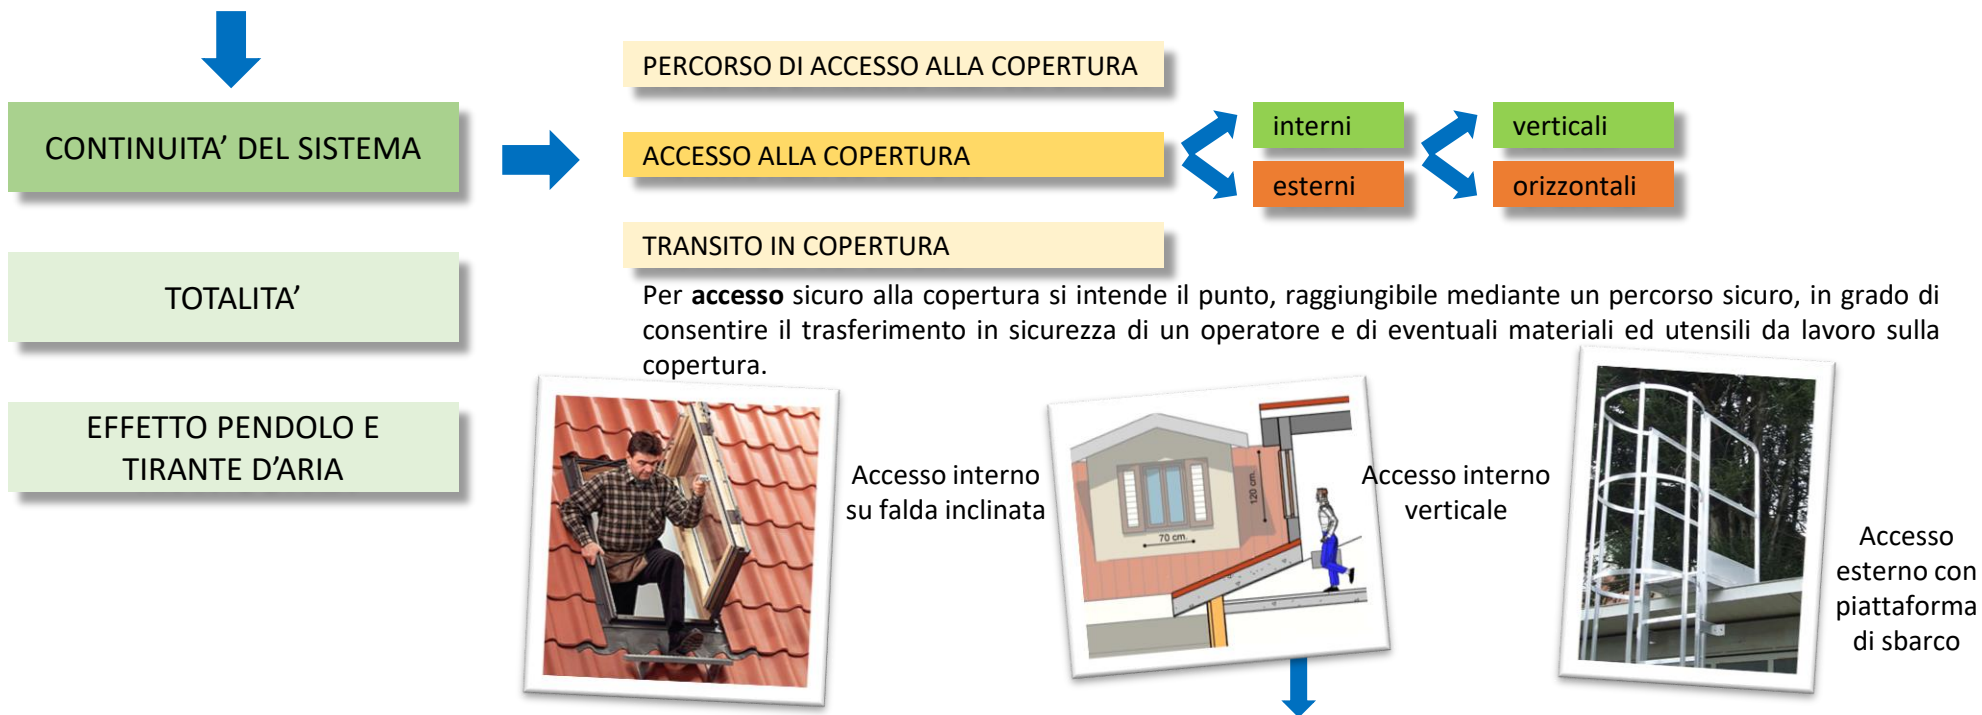 CONTINUITA’ DEL SISTEMA
TOTALITA’
EFFETTO PENDOLO E
TIRANTE D’ARIA
PERCORSO DI ACCESSO ALLA COPERTURA
ACCESSO ALLA COPERTURA
interni
esterni
verticali
orizzontali
TRANSITO IN COPERTURA
Per accesso sicuro alla copertura si intende il punto, raggiungibile mediante un percorso sicuro, in grado di
consentire il trasferimento in sicurezza di un operatore e di eventuali materiali ed utensili da lavoro sulla
copertura.
Accesso interno
su falda inclinata
120 cm.
70 cm.
Accesso interno
verticale
Accesso
esterno con
piattaforma
di sbarco